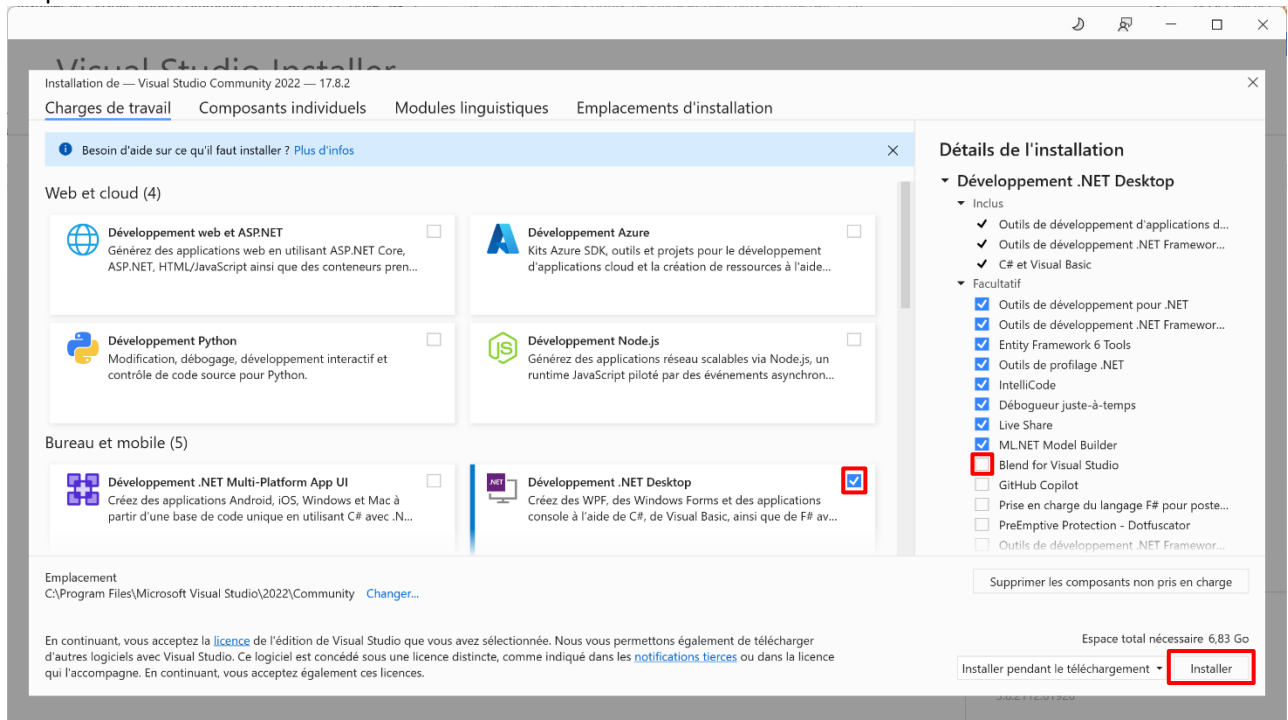 Visual Studio Installer
Installation de — Visual Studio Community 2022 — 17.8.2
Charges de travail Composants individuels Modules linguistiques Emplacements d'installation
Besoin d'aide sur ce qu'il faut installer ? Plus d'infos
Web et cloud (4)
Développement web et ASP.NET
Générez des applications web en utilisant ASP.NET Core,
ASP.NET, HTML/JavaScript ainsi que des conteneurs pren...
Développement Azure
Kits Azure SDK, outils et projets pour le développement
d'applications cloud et la création de ressources à l'aide...
Développement Python
Modification, débogage, développement interactif et
contrôle de code source pour Python.
JS
Développement Node.js
Générez des applications réseau scalables via Node.js, un
runtime JavaScript piloté par des événements asynchron...
Bureau et mobile (5)
Développement .NET Multi-Platform App UI
Créez des applications Android, iOS, Windows et Mac à
partir d'une base de code unique en utilisant C# avec .N...
.NET
Développement .NET Desktop
Créez des WPF, des Windows Forms et des applications
console à l'aide de C#, de Visual Basic, ainsi que de F# av...
Détails de l'installation
Développement .NET Desktop
Inclus
Outils de développement d'applications d...
Outils de développement .NET Framewor...
C# et Visual Basic
Facultatif
Outils de développement pour .NET
Outils de développement .NET Framewor...
Entity Framework 6 Tools
Outils de profilage .NET
IntelliCode
Débogueur juste-à-temps
Live Share
ML.NET Model Builder
Blend for Visual Studio
GitHub Copilot
Prise en charge du langage F# pour poste...
PreEmptive Protection - Dotfuscator
Outils de développement .NET Framewor...
Emplacement
C:\Program Files\Microsoft Visual Studio\2022\Community Changer...
Supprimer les composants non pris en charge
En continuant, vous acceptez la licence de l'édition de Visual Studio que vous avez sélectionnée. Nous vous permettons également de télécharger
d'autres logiciels avec Visual Studio. Ce logiciel est concédé sous une licence distincte, comme indiqué dans les notifications tierces ou dans la licence
qui l'accompagne. En continuant, vous acceptez également ces licences.
Espace total nécessaire 6,83 Go
Installer pendant le téléchargement
Installer